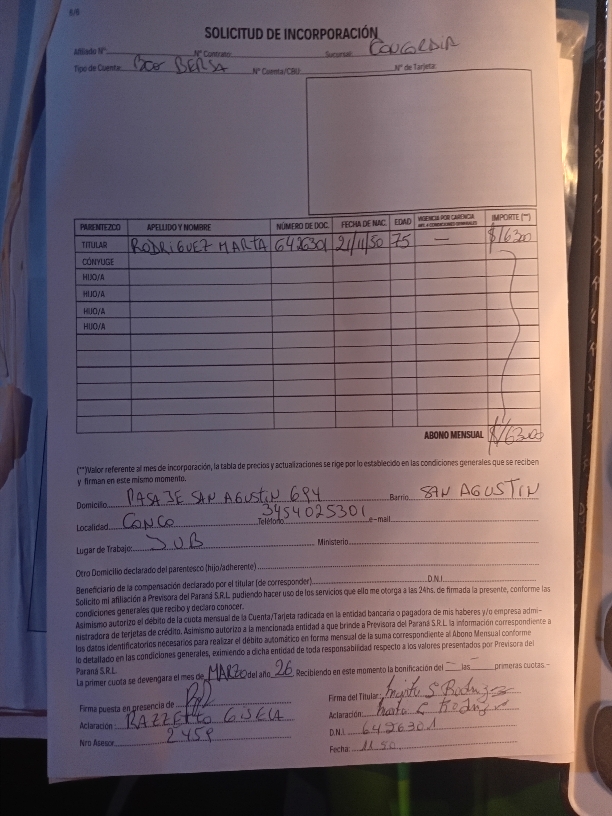 SOLICITUD DE INCORPORACIÓN
Afiliado Nº: Nº Contrato: Sucursal: CONCORDIA
Tipo de Cuenta: BCO BERSA Nº Cuenta/CBU Nº de Tarjeta:
PARENTEZCO APELLIDO Y NOMBRE NÚMERO DE DOC. FECHA DE NAC. EDAD VIGENCIA POR CARENCIA IMPORTE (**)
TITULAR RODRIGUEZ MARTA 6426301 21/11/50 75 — $16300
CÓNYUGE
HIJO/A
HIJO/A
HIJO/A
HIJO/A
ABONO MENSUAL $16300
(**)Valor referente al mes de incorporación, la tabla de precios y actualizaciones se rige por lo establecido en las condiciones generales que se reciben
y firman en este mismo momento.
Domicilio PASAJE SAN AGUSTIN 694 Barrio SAN AGUSTIN
Localidad: CONCO Teléfono 3454025301 e-mail
Lugar de Trabajo: JUB Ministerio:
Otro Domicilio declarado del parentesco (hijo/adherente)
Beneficiario de la compensación declarado por el titular (de corresponder) D.N.I.
Solicito mi afiliación a Previsora del Paraná S.R.L. pudiendo hacer uso de los servicios que ello me otorga a las 24hs. de firmada la presente, conforme las
condiciones generales que recibo y declaro conocer.
Asimismo autorizo el débito de la cuota mensual de la Cuenta/Tarjeta radicada en la entidad bancaria o pagadora de mis haberes y/o empresa admi-
nistradora de terjetas de crédito. Asimismo autorizo a la mencionada entidad a que brinde a Previsora del Paraná S.R.L la información correspondiente a
los datos identificatorios necesarios para realizar el débito automático en forma mensual de la suma correspondiente al Abono Mensual conforme
lo detallado en las condiciones generales, eximiendo a dicha entidad de toda responsabilidad respecto a los valores presentados por Previsora del
Paraná S.R.L.
La primer cuota se devengara el mes de MARZO del año 26 Recibiendo en este momento la bonificación del — las — primeras cuotas.-
Firma puesta en presencia de Firma del Titular:
Aclaración: RAZZETTO GISELA Aclaración:
Nro Asesor 2459 D.N.I. 6426301
Fecha: